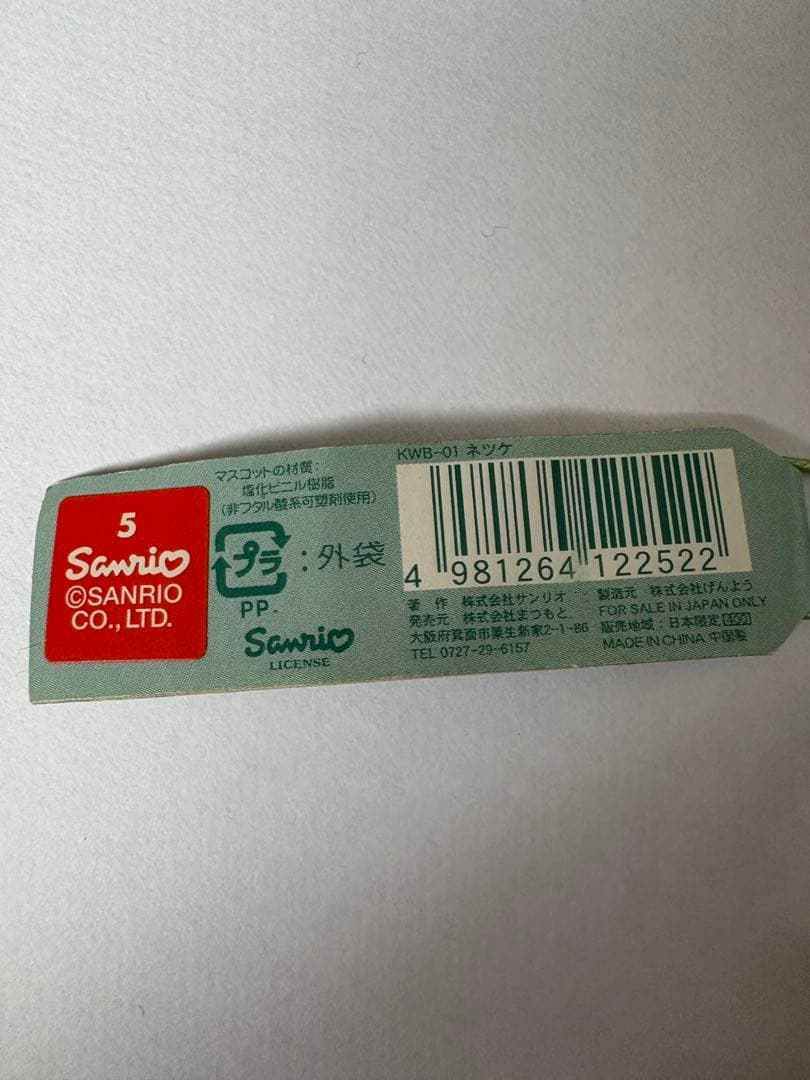 5
Sanrio
©SANRIO
CO., LTD.
マスコットの材質:
塩化ビニル樹脂
(非フタル酸系可塑剤使用)
プラ
:外袋
PP.
Sanrio
LICENSE
KWB-01 ネツケ
4 981264 122522
著 作 株式会社サンリオ
発売元 株式会社まつもと
大阪府箕面市粟生新家2-1-86
TEL 0727-29-6157
製造元 株式会社げんよう
FOR SALE IN JAPAN ONLY
販売地域:日本限定 400
MADE IN CHINA 中国製